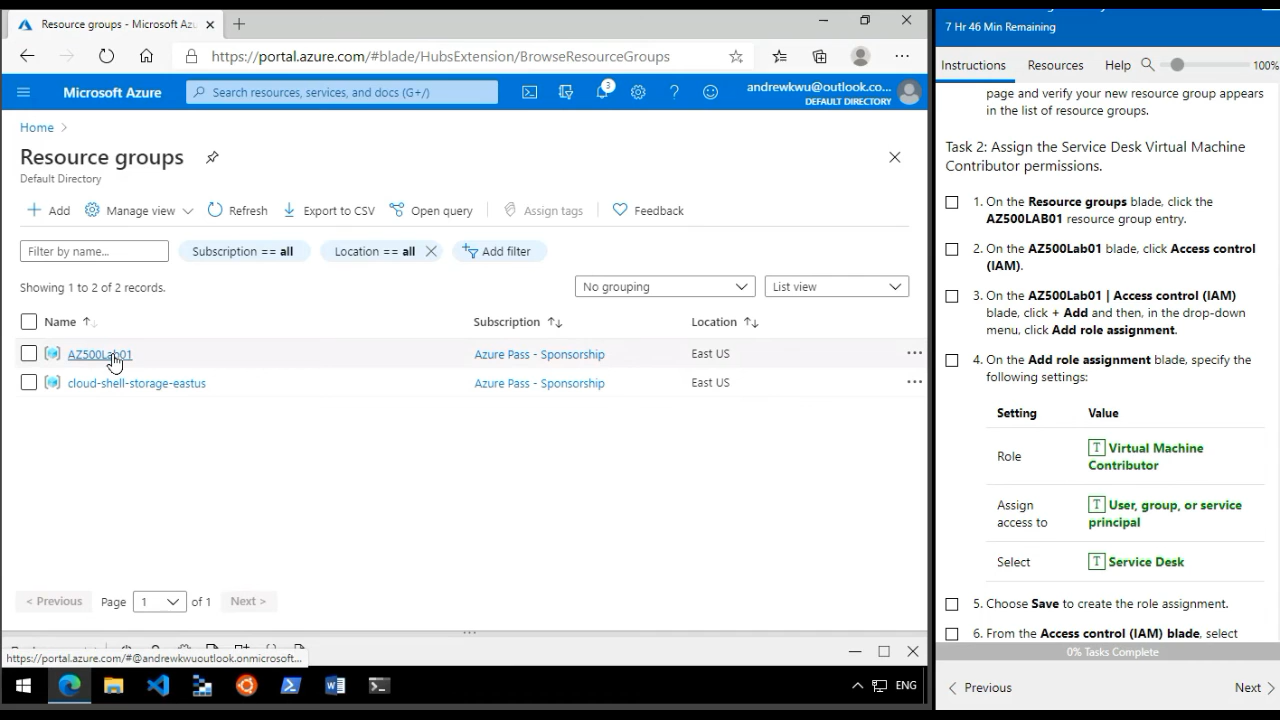 Resource groups - Microsoft Azu
https://portal.azure.com/#blade/HubsExtension/BrowseResourceGroups
Microsoft Azure
Search resources, services, and docs (G+/)
3
andrewkwu@outlook.co...
DEFAULT DIRECTORY
Home
Resource groups
Default Directory
Add
Manage view
Refresh
Export to CSV
Open query
Assign tags
Feedback
Filter by name...
Subscription == all
Location == all
Add filter
Showing 1 to 2 of 2 records.
No grouping
List view
Name
Subscription
Location
AZ500Lab01
Azure Pass - Sponsorship
East US
cloud-shell-storage-eastus
Azure Pass - Sponsorship
East US
< Previous
Page
1
of 1
Next >
https://portal.azure.com/#@andrewkwuoutlook.onmicrosoft...
ENG
7 Hr 46 Min Remaining
Instructions
Resources
Help
100%
page and verify your new resource group appears
in the list of resource groups.
Task 2: Assign the Service Desk Virtual Machine
Contributor permissions.
1. On the Resource groups blade, click the
AZ500LAB01 resource group entry.
2. On the AZ500Lab01 blade, click Access control
(IAM).
3. On the AZ500Lab01 | Access control (IAM)
blade, click + Add and then, in the drop-down
menu, click Add role assignment.
4. On the Add role assignment blade, specify the
following settings:
Setting
Value
Role
T Virtual Machine
Contributor
Assign
access to
T User, group, or service
principal
Select
T Service Desk
5. Choose Save to create the role assignment.
6. From the Access control (IAM) blade, select
0% Tasks Complete
Previous
Next